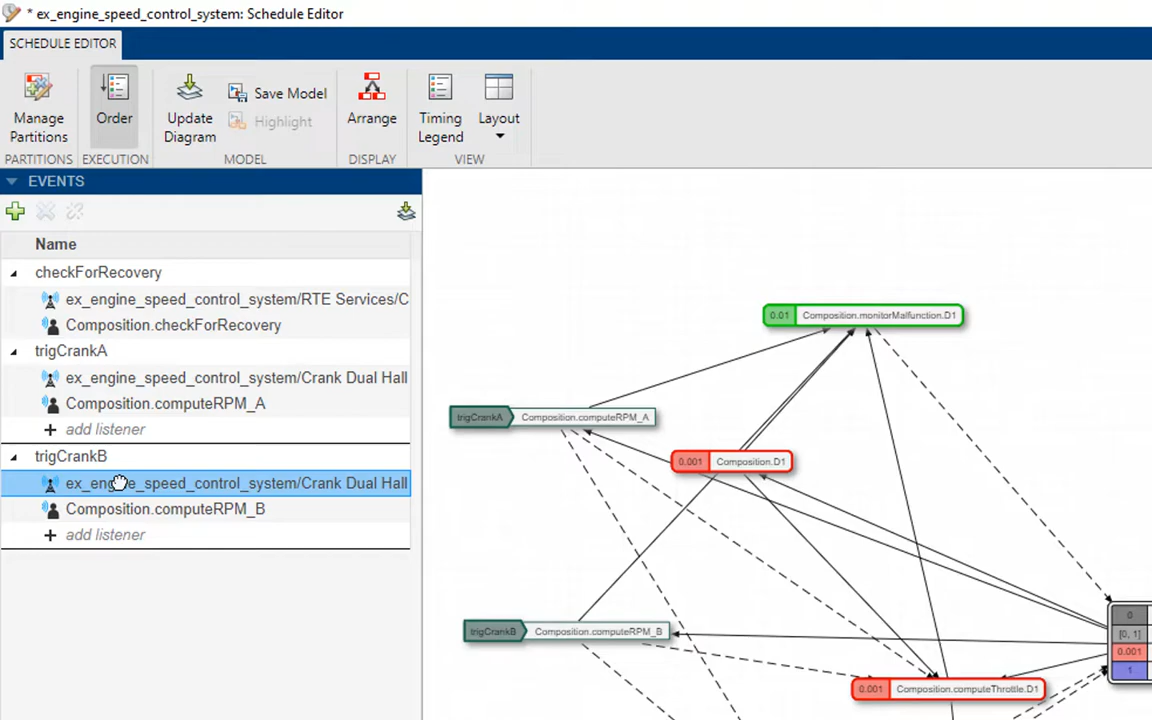 * ex_engine_speed_control_system: Schedule Editor
SCHEDULE EDITOR
Manage Partitions
Order
Update Diagram
Save Model
Highlight
Arrange
Timing Legend
Layout
PARTITIONS
EXECUTION
MODEL
DISPLAY
VIEW
EVENTS
Name
checkForRecovery
ex_engine_speed_control_system/RTE Services/C
Composition.checkForRecovery
trigCrankA
ex_engine_speed_control_system/Crank Dual Hall
Composition.computeRPM_A
add listener
trigCrankB
ex_engine_speed_control_system/Crank Dual Hall
Composition.computeRPM_B
add listener
0.01 Composition.monitorMalfunction.D1
trigCrankA Composition.computeRPM_A
0.001 Composition.D1
trigCrankB Composition.computeRPM_B
0
[0, 1]
0.001
1
0.001 Composition.computeThrottle.D1